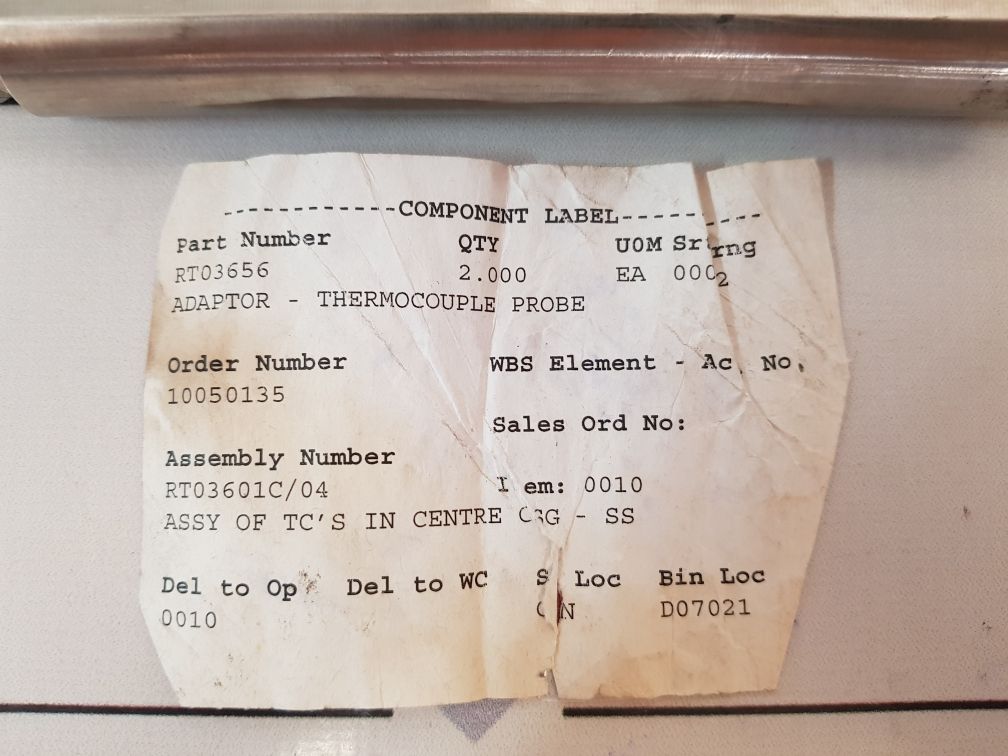 ------------COMPONENT LABEL----------
Part Number QTY UOM
RT03656 2.000 EA
ADAPTOR - THERMOCOUPLE PROBE
Order Number WBS Element - No.
10050135
Sales Ord No:
Assembly Number
RT03601C/04 0010
ASSY OF TC'S IN CENTRE - SS
Del to Op Del to WC Loc Bin Loc
0010 D07021